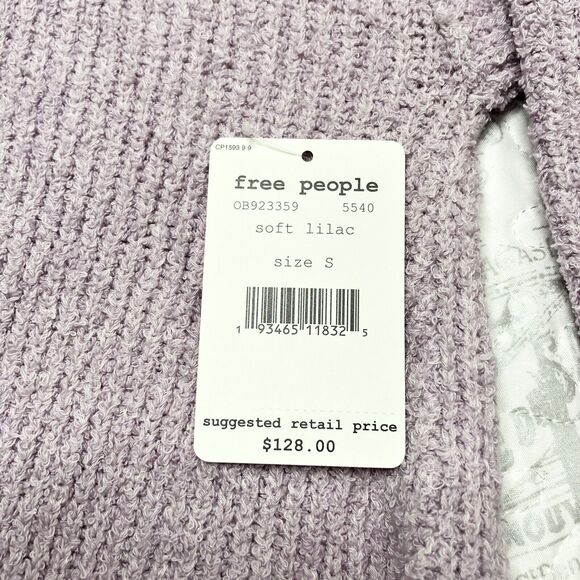 CP1593 9 9
free people
OB923359 5540
soft lilac
size S
1 93465 11832 5
suggested retail price
$128.00